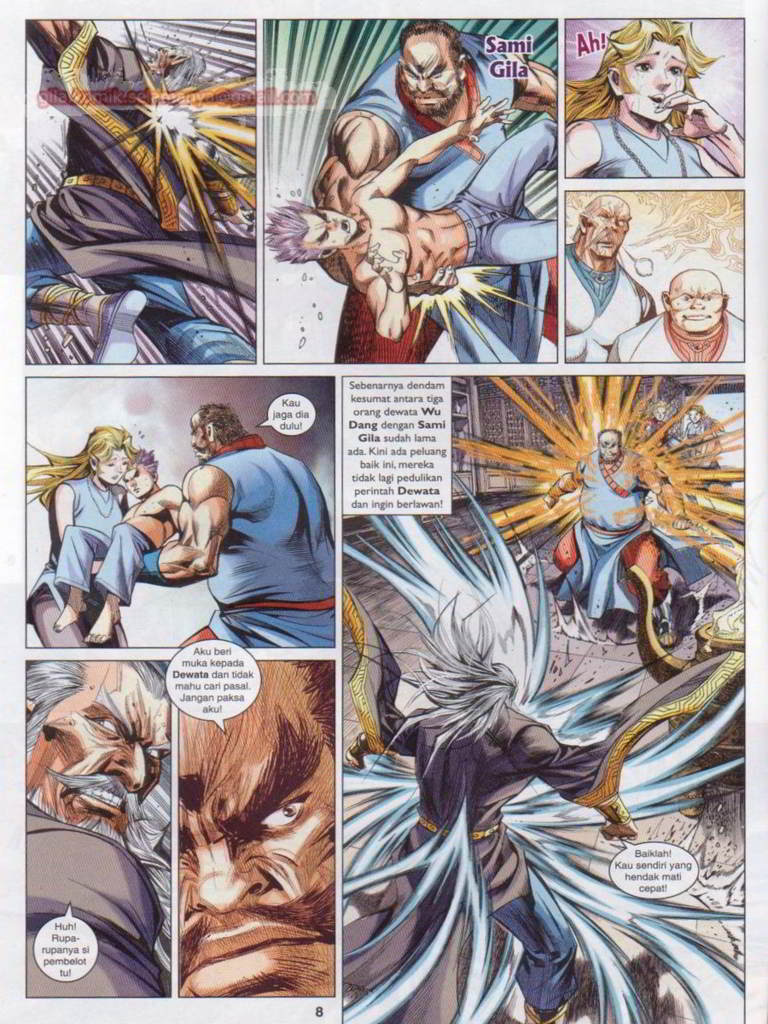 Sami
Gila
Ah!
Kau
jaga dia
dulu!
Sebenarnya dendam
kesumat antara tiga
orang dewata Wu
Dang dengan Sami
Gila sudah lama
ada. Kini ada peluang
baik ini, mereka
tidak lagi pedulikan
perintah Dewata
dan ingin berlawan!
Aku beri
muka kepada
Dewata dan tidak
mahu cari pasal.
Jangan paksa
aku!
Huh!
Rupa-
rupanya si
pembelot
tu!
Baiklah!
Kau sendiri yang
hendak mati
cepat!
8